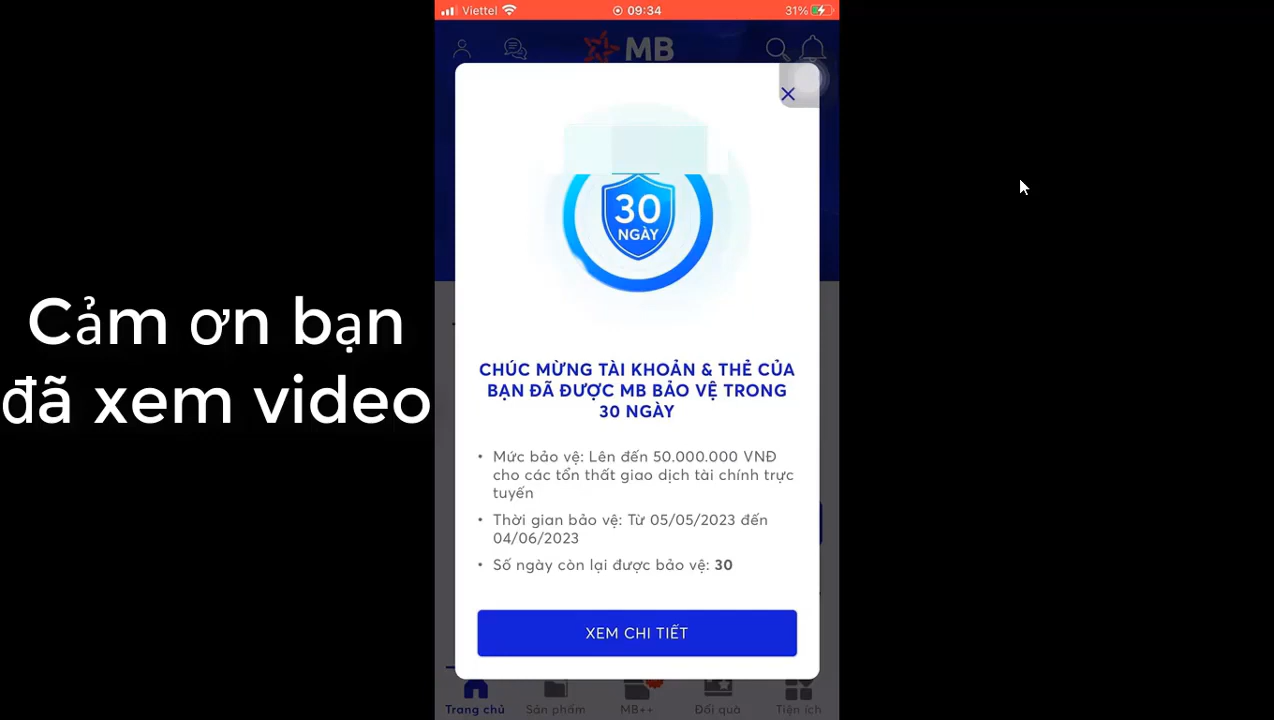 Viettel 09:34 31%
MB
30
NGÀY
CHÚC MỪNG TÀI KHOẢN & THẺ CỦA
BẠN ĐÃ ĐƯỢC MB BẢO VỆ TRONG
30 NGÀY
• Mức bảo vệ: Lên đến 50.000.000 VNĐ
cho các tổn thất giao dịch tài chính trực
tuyến
• Thời gian bảo vệ: Từ 05/05/2023 đến
04/06/2023
• Số ngày còn lại được bảo vệ: 30
XEM CHI TIẾT
Trang chủ Sản phẩm MB++ Đổi quà Tiện ích
Cảm ơn bạn
đã xem video